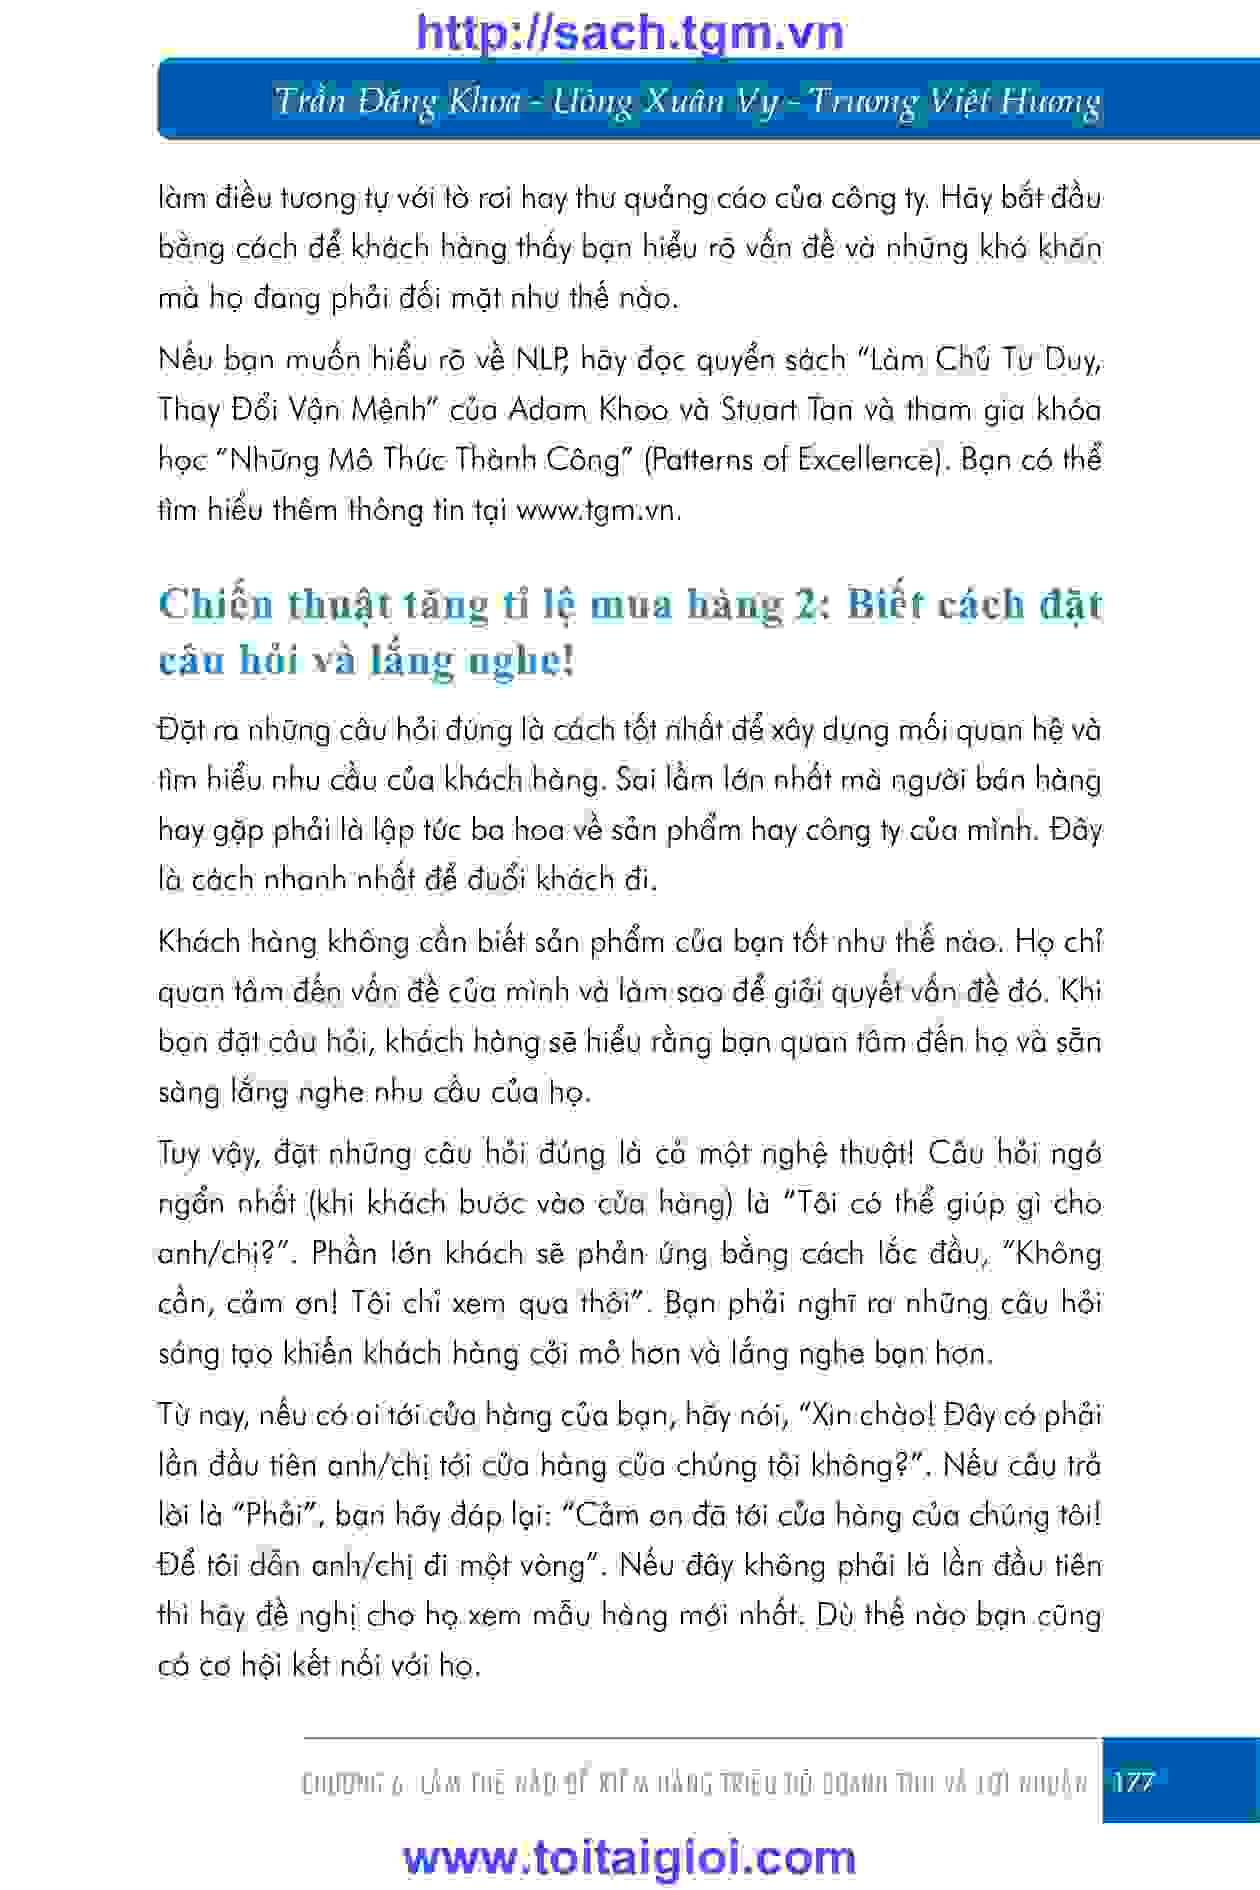 http://sach.tgm.vn
Trần Đăng Khoa - Uông Xuân Vy - Trương Việt Hương
làm điều tương tự với tờ rơi hay thư quảng cáo của công ty. Hãy bắt đầu
bằng cách để khách hàng thấy bạn hiểu rõ vấn đề và những khó khăn
mà họ đang phải đối mặt như thế nào.
Nếu bạn muốn hiểu rõ về NLP, hãy đọc quyển sách “Làm Chủ Tư Duy,
Thay Đổi Vận Mệnh” của Adam Khoo và Stuart Tan và tham gia khóa
học “Những Mô Thức Thành Công” (Patterns of Excellence). Bạn có thể
tìm hiểu thêm thông tin tại www.tgm.vn.
Chiến thuật tăng tỉ lệ mua hàng 2: Biết cách đặt
câu hỏi và lắng nghe!
Đặt ra những câu hỏi đúng là cách tốt nhất để xây dựng mối quan hệ và
tìm hiểu nhu cầu của khách hàng. Sai lầm lớn nhất mà người bán hàng
hay gặp phải là lập tức ba hoa về sản phẩm hay công ty của mình. Đây
là cách nhanh nhất để đuổi khách đi.
Khách hàng không cần biết sản phẩm của bạn tốt như thế nào. Họ chỉ
quan tâm đến vấn đề của mình và làm sao để giải quyết vấn đề đó. Khi
bạn đặt câu hỏi, khách hàng sẽ hiểu rằng bạn quan tâm đến họ và sẵn
sàng lắng nghe nhu cầu của họ.
Tuy vậy, đặt những câu hỏi đúng là cả một nghệ thuật! Câu hỏi ngớ
ngẩn nhất (khi khách bước vào cửa hàng) là “Tôi có thể giúp gì cho
anh/chị?”. Phần lớn khách sẽ phản ứng bằng cách lắc đầu, “Không
cần, cảm ơn! Tôi chỉ xem qua thôi”. Bạn phải nghĩ ra những câu hỏi
sáng tạo khiến khách hàng cởi mở hơn và lắng nghe bạn hơn.
Từ nay, nếu có ai tới cửa hàng của bạn, hãy nói, “Xin chào! Đây có phải
lần đầu tiên anh/chị tới cửa hàng của chúng tôi không?”. Nếu câu trả
lời là “Phải”, bạn hãy đáp lại: “Cảm ơn đã tới cửa hàng của chúng tôi!
Để tôi dẫn anh/chị đi một vòng”. Nếu đây không phải là lần đầu tiên
thì hãy đề nghị cho họ xem mẫu hàng mới nhất. Dù thế nào bạn cũng
có cơ hội kết nối với họ.
CHƯƠNG 6: LÀM THẾ NÀO ĐỂ KIẾM HÀNG TRIỆU ĐÔ DOANH THU VÀ LỢI NHUẬN 177
www.toitaigioi.com